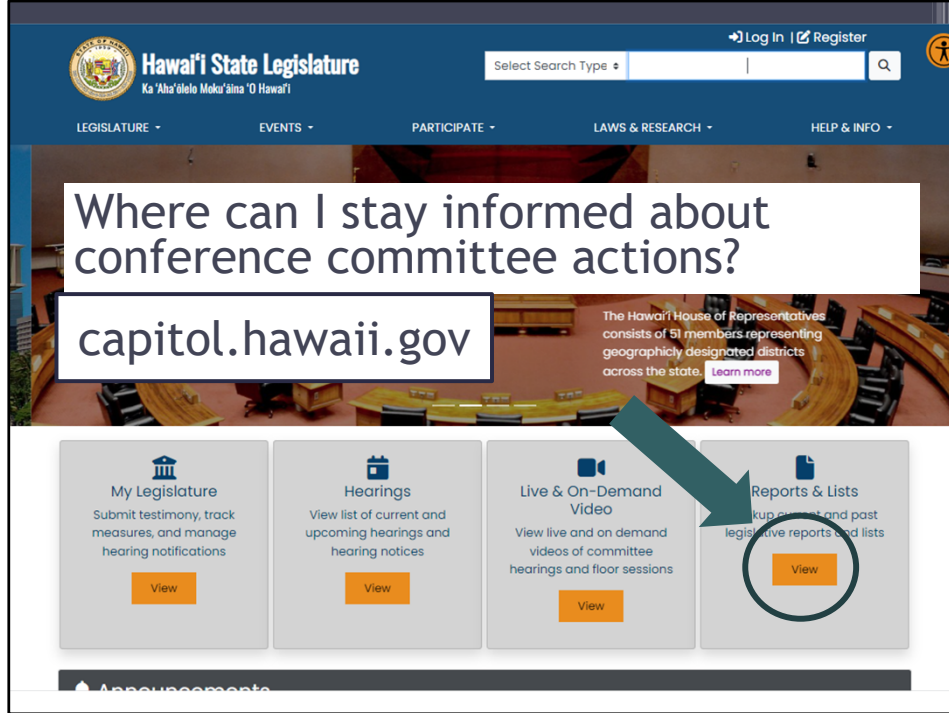 Log In | Register
Hawaiʻi State Legislature
Ka ʻAhaʻōlelo Mokuʻāina ʻO Hawaiʻi
Select Search Type
LEGISLATURE EVENTS PARTICIPATE LAWS & RESEARCH HELP & INFO
Where can I stay informed about
conference committee actions?
capitol.hawaii.gov
The Hawaiʻi House of Representatives
consists of 51 members representing
geographicly designated districts
across the state. Learn more
My Legislature
Submit testimony, track
measures, and manage
hearing notifications
View
Hearings
View list of current and
upcoming hearings and
hearing notices
View
Live & On-Demand
Video
View live and on demand
videos of committee
hearings and floor sessions
View
Reports & Lists
current and past
legislative reports and lists
View
Announcements